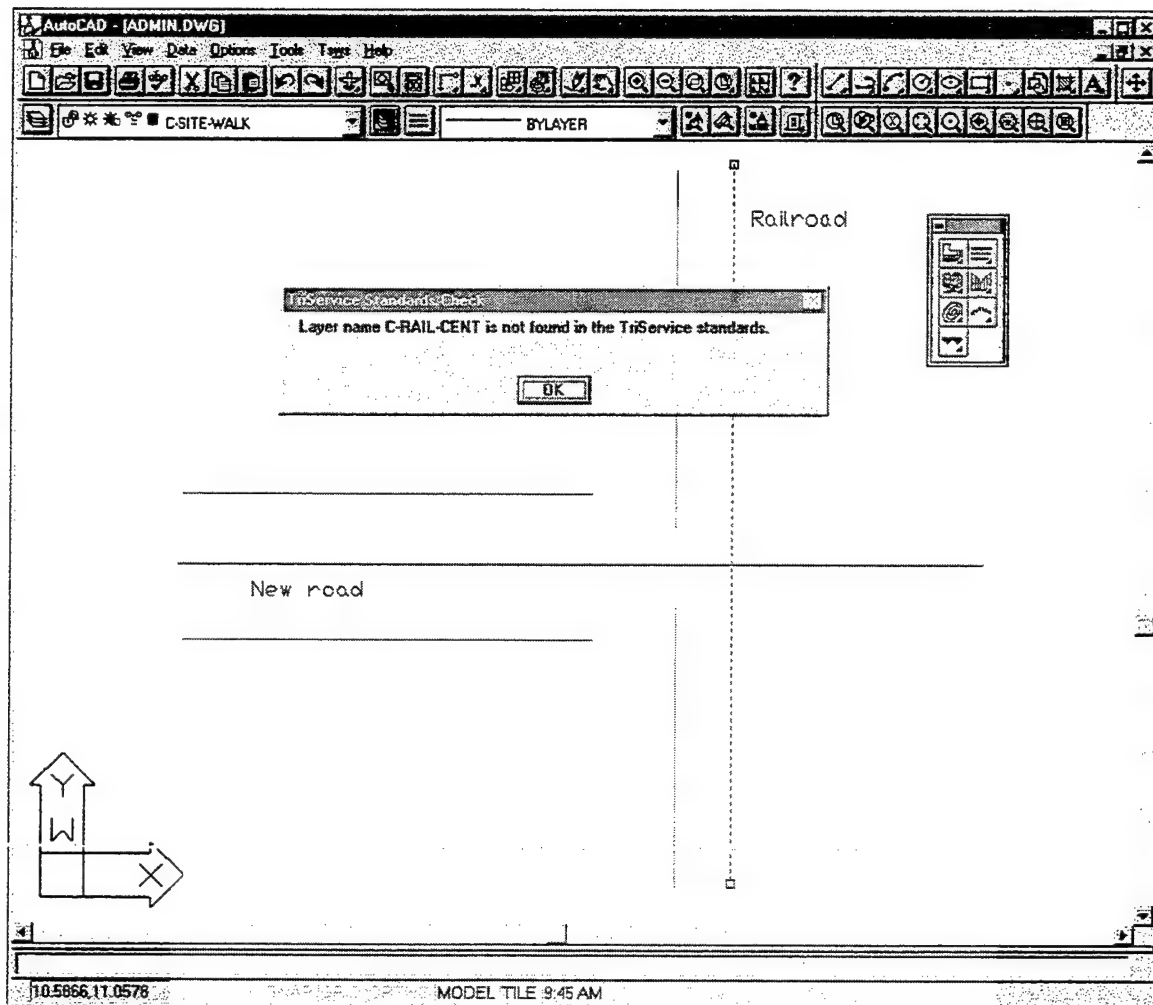 AutoCAD - [ADMIN.DWG]
File Edit View Data Options Tools Tsws Help
C-SITE-WALK
BYLAYER
Railroad
TriService Standards Check
Layer name C-RAIL-CENT is not found in the TriService standards.
OK
New road
Y
W
X
10.5866,11.0578 MODEL TILE 9:45 AM